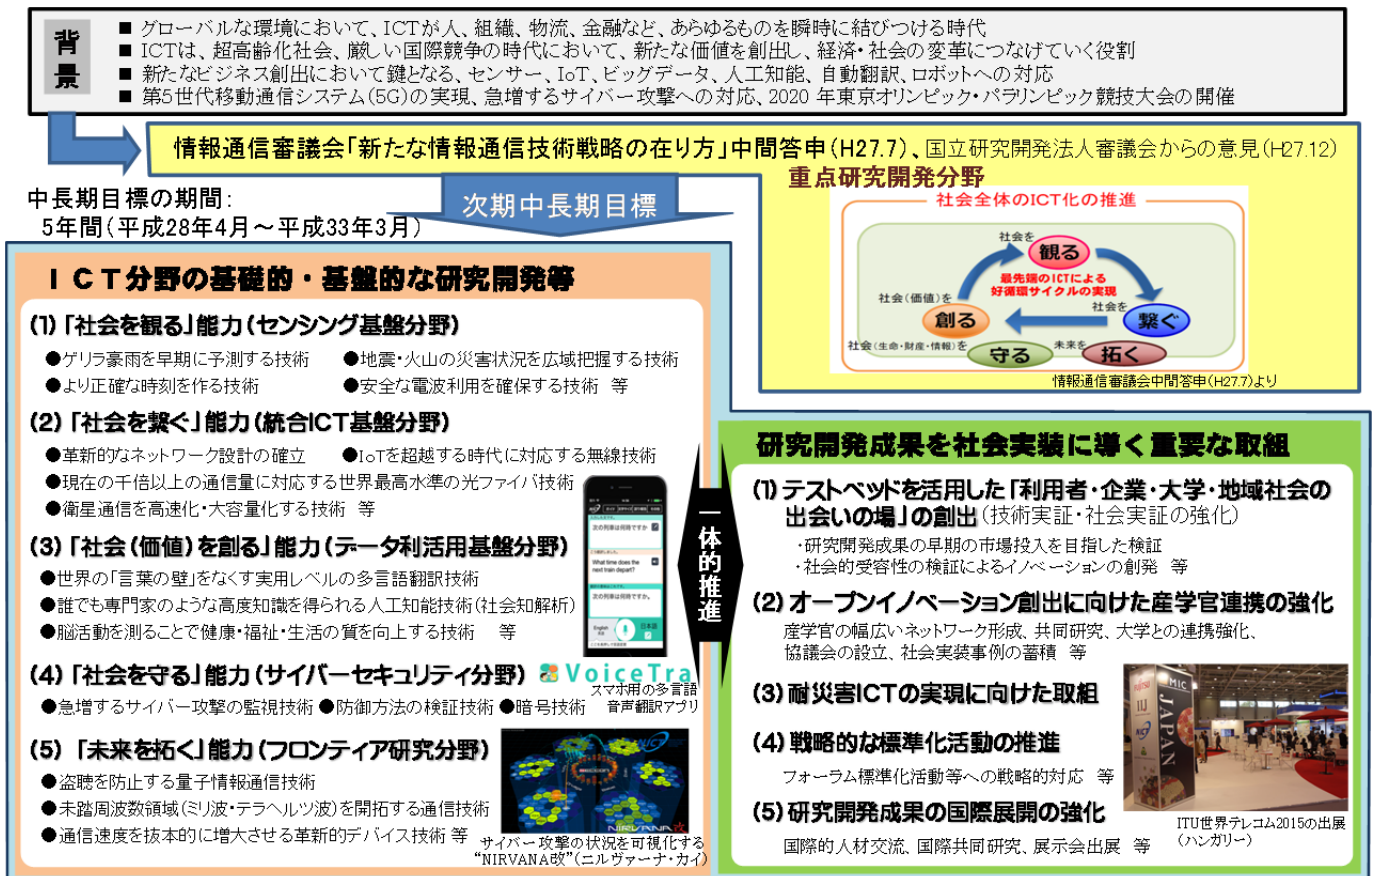 背景
■ グローバルな環境において、ICTが人、組織、物流、金融など、あらゆるものを瞬時に結びつける時代
■ ICTは、超高齢化社会、厳しい国際競争の時代において、新たな価値を創出し、経済・社会の変革につなげていく役割
■ 新たなビジネス創出において鍵となる、センサー、IoT、ビッグデータ、人工知能、自動翻訳、ロボットへの対応
■ 第5世代移動通信システム(5G)の実現、急増するサイバー攻撃への対応、2020 年東京オリンピック・パラリンピック競技大会の開催
情報通信審議会「新たな情報通信技術戦略の在り方」中間答申(H27.7)、国立研究開発法人審議会からの意見(H27.12)
中長期目標の期間:
5年間(平成28年4月～平成33年3月)
次期中長期目標
重点研究開発分野
社会全体のICT化の推進
社会を
観る
最先端のICTによる
好循環サイクルの実現
社会(価値)を
創る
社会を
繋ぐ
社会(生命・財産・情報)を
守る
未来を
拓く
情報通信審議会中間答申(H27.7)より
ICT分野の基礎的・基盤的な研究開発等
(1)「社会を観る」能力(センシング基盤分野)
●ゲリラ豪雨を早期に予測する技術 ●地震・火山の災害状況を広域把握する技術
●より正確な時刻を作る技術 ●安全な電波利用を確保する技術 等
(2)「社会を繋ぐ」能力(統合ICT基盤分野)
●革新的なネットワーク設計の確立 ●IoTを超越する時代に対応する無線技術
●現在の千倍以上の通信量に対応する世界最高水準の光ファイバ技術
●衛星通信を高速化・大容量化する技術 等
(3)「社会(価値)を創る」能力(データ利活用基盤分野)
●世界の「言葉の壁」をなくす実用レベルの多言語翻訳技術
●誰でも専門家のような高度知識を得られる人工知能技術(社会知解析)
●脳活動を測ることで健康・福祉・生活の質を向上する技術 等
次の列車は何時ですか
What time does the
next train depart?
次の列車は何時ですか。
English
日本語
(4)「社会を守る」能力(サイバーセキュリティ分野)
VoiceTra
スマホ用の多言語
音声翻訳アプリ
●急増するサイバー攻撃の監視技術 ●防御方法の検証技術 ●暗号技術
(5)「未来を拓く」能力(フロンティア研究分野)
●盗聴を防止する量子情報通信技術
●未踏周波数領域(ミリ波・テラヘルツ波)を開拓する通信技術
●通信速度を抜本的に増大させる革新的デバイス技術 等
NICT
NIRVANA改
サイバー攻撃の状況を可視化する
“NIRVANA改”(ニルヴァーナ・カイ)
一体的推進
研究開発成果を社会実装に導く重要な取組
(1) テストベッドを活用した「利用者・企業・大学・地域社会の
出会いの場」の創出(技術実証・社会実証の強化)
・研究開発成果の早期の市場投入を目指した検証
・社会的受容性の検証によるイノベーションの創発 等
(2) オープンイノベーション創出に向けた産学官連携の強化
産学官の幅広いネットワーク形成、共同研究、大学との連携強化、
協議会の設立、社会実装事例の蓄積 等
(3) 耐災害ICTの実現に向けた取組
(4) 戦略的な標準化活動の推進
フォーラム標準化活動等への戦略的対応 等
(5) 研究開発成果の国際展開の強化
国際的人材交流、国際共同研究、展示会出展 等
FUJITSU
IIJ
NICT
MIC
JAPAN
ITU世界テレコム2015の出展
(ハンガリー)